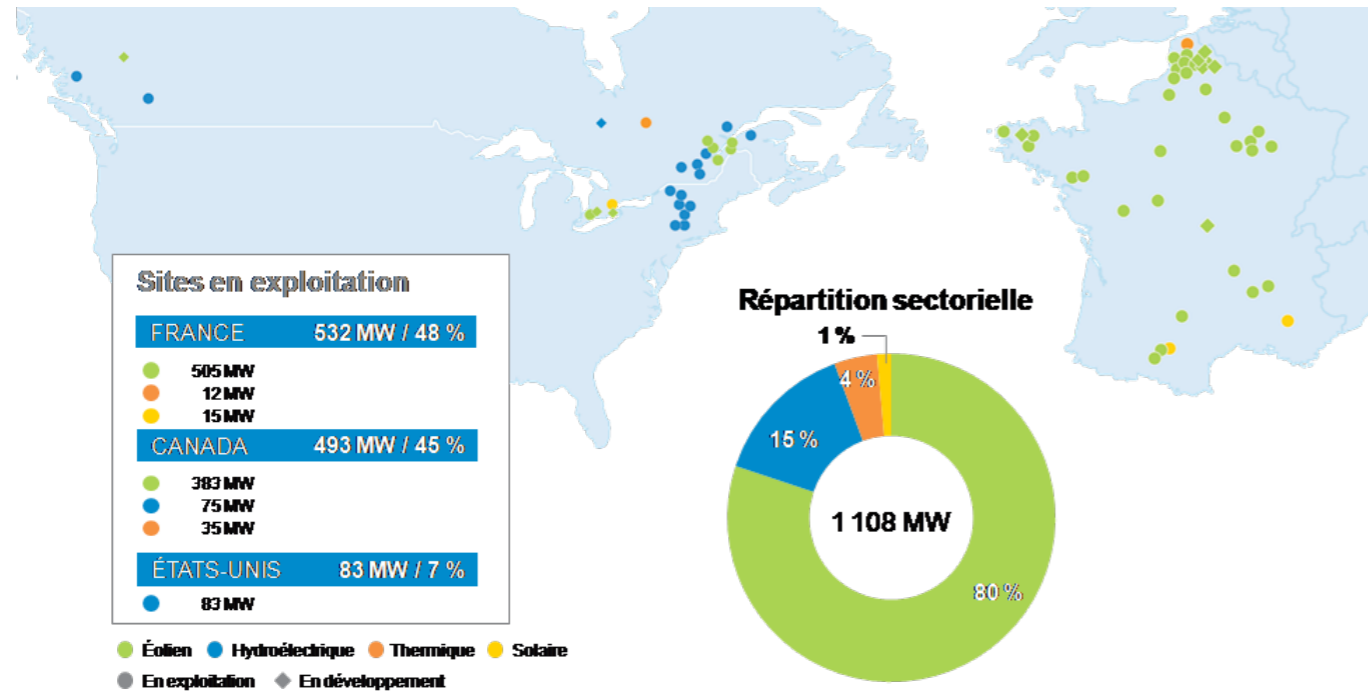 Sites en exploitation
FRANCE 532 MW / 48 %
505 MW
12 MW
15 MW
CANADA 493 MW / 45 %
383 MW
75 MW
35 MW
ÉTATS-UNIS 83 MW / 7 %
83 MW
Éolien Hydroélectrique Thermique Solaire
En exploitation En développement
Répartition sectorielle
1 %
4 %
15 %
1 108 MW
80 %